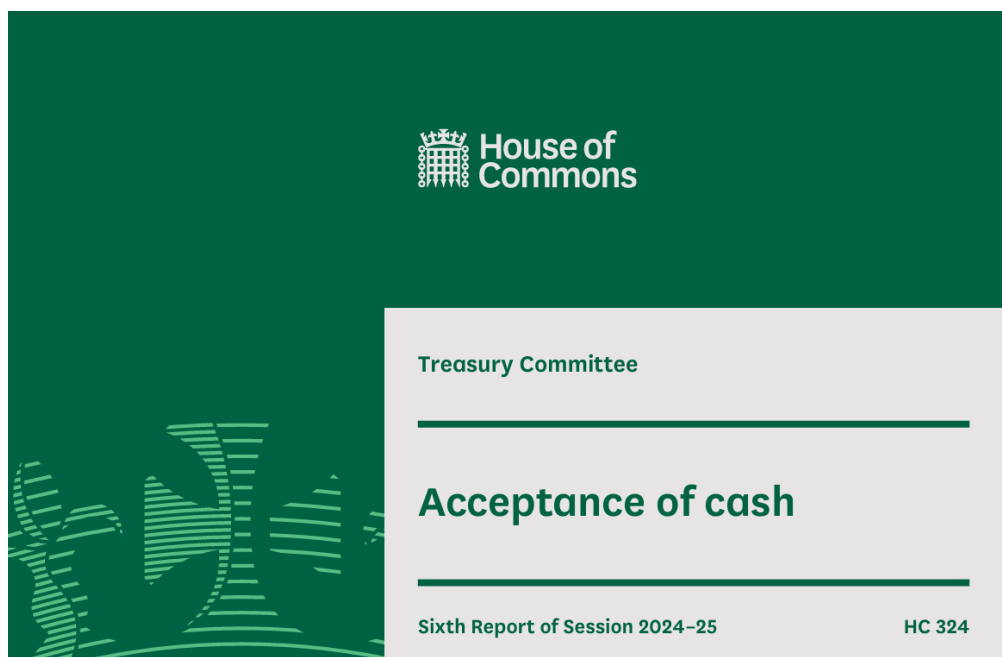 House of
Commons
Treasury Committee
Acceptance of cash
Sixth Report of Session 2024–25 HC 324